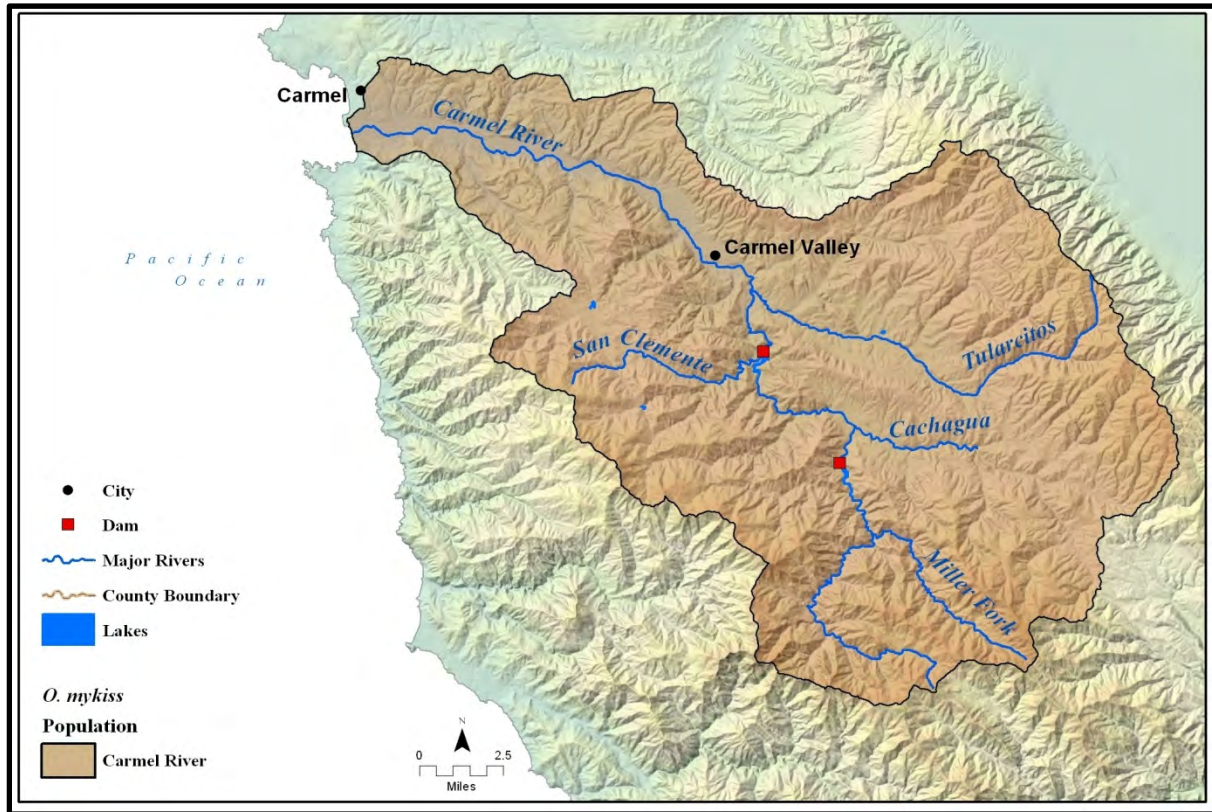 Carmel
Carmel River
Carmel Valley
Pacific
Ocean
San Clemente
Tularcitos
Cachagua
Miller Fork
City
Dam
Major Rivers
County Boundary
Lakes
O. mykiss
Population
Carmel River
N
0 2.5
Miles